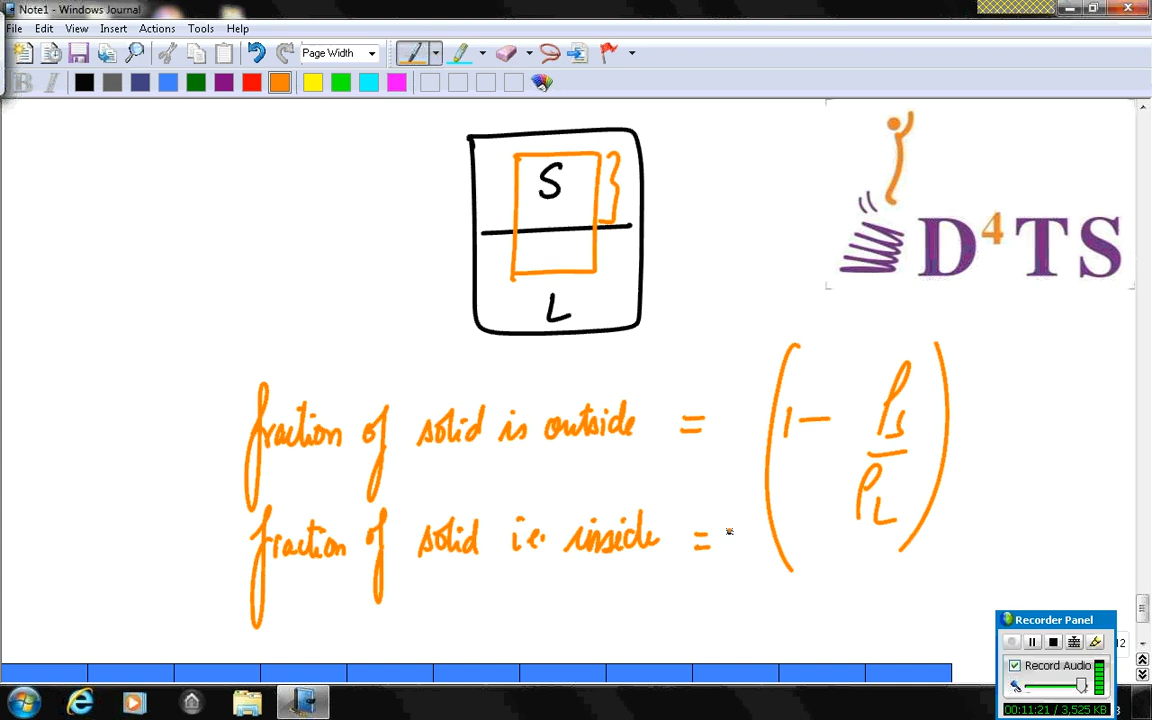 Note1 - Windows Journal
File Edit View Insert Actions Tools Help
Page Width
B I
S
L
D4TS
fraction of solid is outside = (1 - ρs/ρL)
fraction of solid i.e. inside =
Recorder Panel
Record Audio
00:11:21 / 3,525 KB